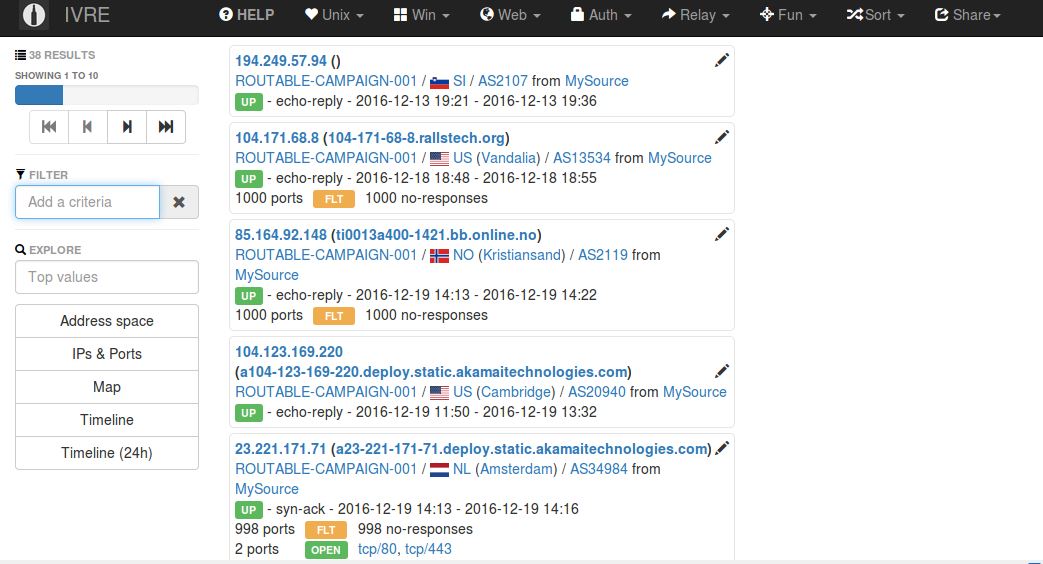 IVRE
HELP
Unix
Win
Web
Auth
Relay
Fun
Sort
Share
38 RESULTS
SHOWING 1 TO 10
FILTER
Add a criteria
EXPLORE
Top values
Address space
IPs & Ports
Map
Timeline
Timeline (24h)
194.249.57.94 ()
ROUTABLE-CAMPAIGN-001 / SI / AS2107 from MySource
UP - echo-reply - 2016-12-13 19:21 - 2016-12-13 19:36
104.171.68.8 (104-171-68-8.rallstech.org)
ROUTABLE-CAMPAIGN-001 / US (Vandalia) / AS13534 from MySource
UP - echo-reply - 2016-12-18 18:48 - 2016-12-18 18:55
1000 ports FLT 1000 no-responses
85.164.92.148 (ti0013a400-1421.bb.online.no)
ROUTABLE-CAMPAIGN-001 / NO (Kristiansand) / AS2119 from
MySource
UP - echo-reply - 2016-12-19 14:13 - 2016-12-19 14:22
1000 ports FLT 1000 no-responses
104.123.169.220
(a104-123-169-220.deploy.static.akamaitechnologies.com)
ROUTABLE-CAMPAIGN-001 / US (Cambridge) / AS20940 from MySource
UP - echo-reply - 2016-12-19 11:50 - 2016-12-19 13:32
23.221.171.71 (a23-221-171-71.deploy.static.akamaitechnologies.com)
ROUTABLE-CAMPAIGN-001 / NL (Amsterdam) / AS34984 from
MySource
UP - syn-ack - 2016-12-19 14:13 - 2016-12-19 14:16
998 ports FLT 998 no-responses
2 ports OPEN tcp/80, tcp/443